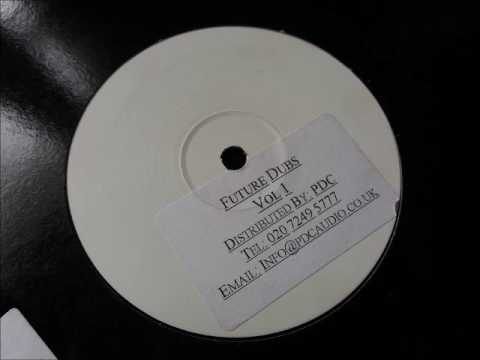 Future Dubs
Vol 1
Distributed By: PDC
Tel: 020 7249 5777
Email: Info@pdcaudio.co.uk